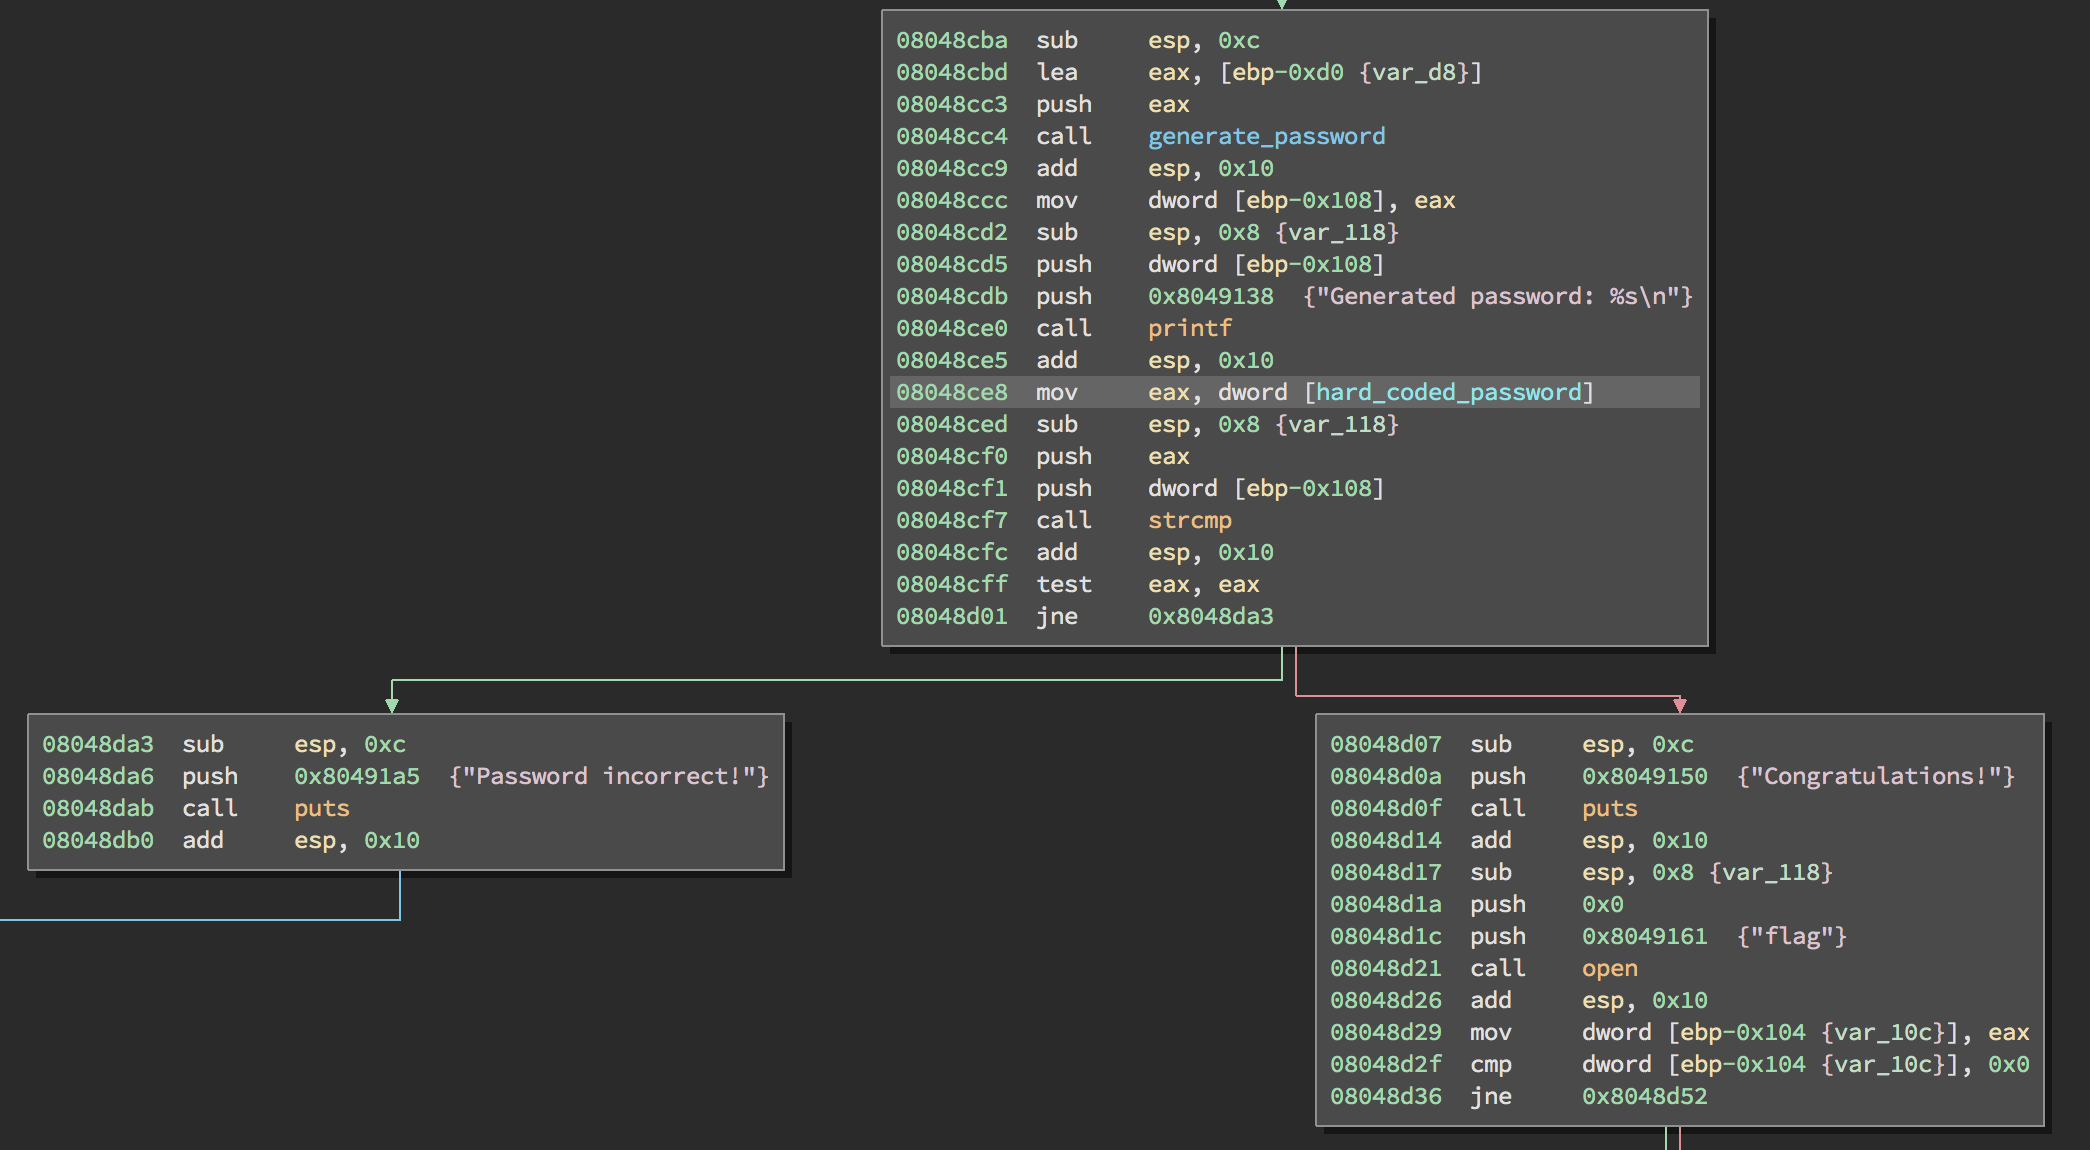 08048cba sub esp, 0xc
08048cbd lea eax, [ebp-0xd0 {var_d8}]
08048cc3 push eax
08048cc4 call generate_password
08048cc9 add esp, 0x10
08048ccc mov dword [ebp-0x108], eax
08048cd2 sub esp, 0x8 {var_118}
08048cd5 push dword [ebp-0x108]
08048cdb push 0x8049138 {"Generated password: %s\n"}
08048ce0 call printf
08048ce5 add esp, 0x10
08048ce8 mov eax, dword [hard_coded_password]
08048ced sub esp, 0x8 {var_118}
08048cf0 push eax
08048cf1 push dword [ebp-0x108]
08048cf7 call strcmp
08048cfc add esp, 0x10
08048cff test eax, eax
08048d01 jne 0x8048da3
08048da3 sub esp, 0xc
08048da6 push 0x80491a5 {"Password incorrect!"}
08048dab call puts
08048db0 add esp, 0x10
08048d07 sub esp, 0xc
08048d0a push 0x8049150 {"Congratulations!"}
08048d0f call puts
08048d14 add esp, 0x10
08048d17 sub esp, 0x8 {var_118}
08048d1a push 0x0
08048d1c push 0x8049161 {"flag"}
08048d21 call open
08048d26 add esp, 0x10
08048d29 mov dword [ebp-0x104 {var_10c}], eax
08048d2f cmp dword [ebp-0x104 {var_10c}], 0x0
08048d36 jne 0x8048d52